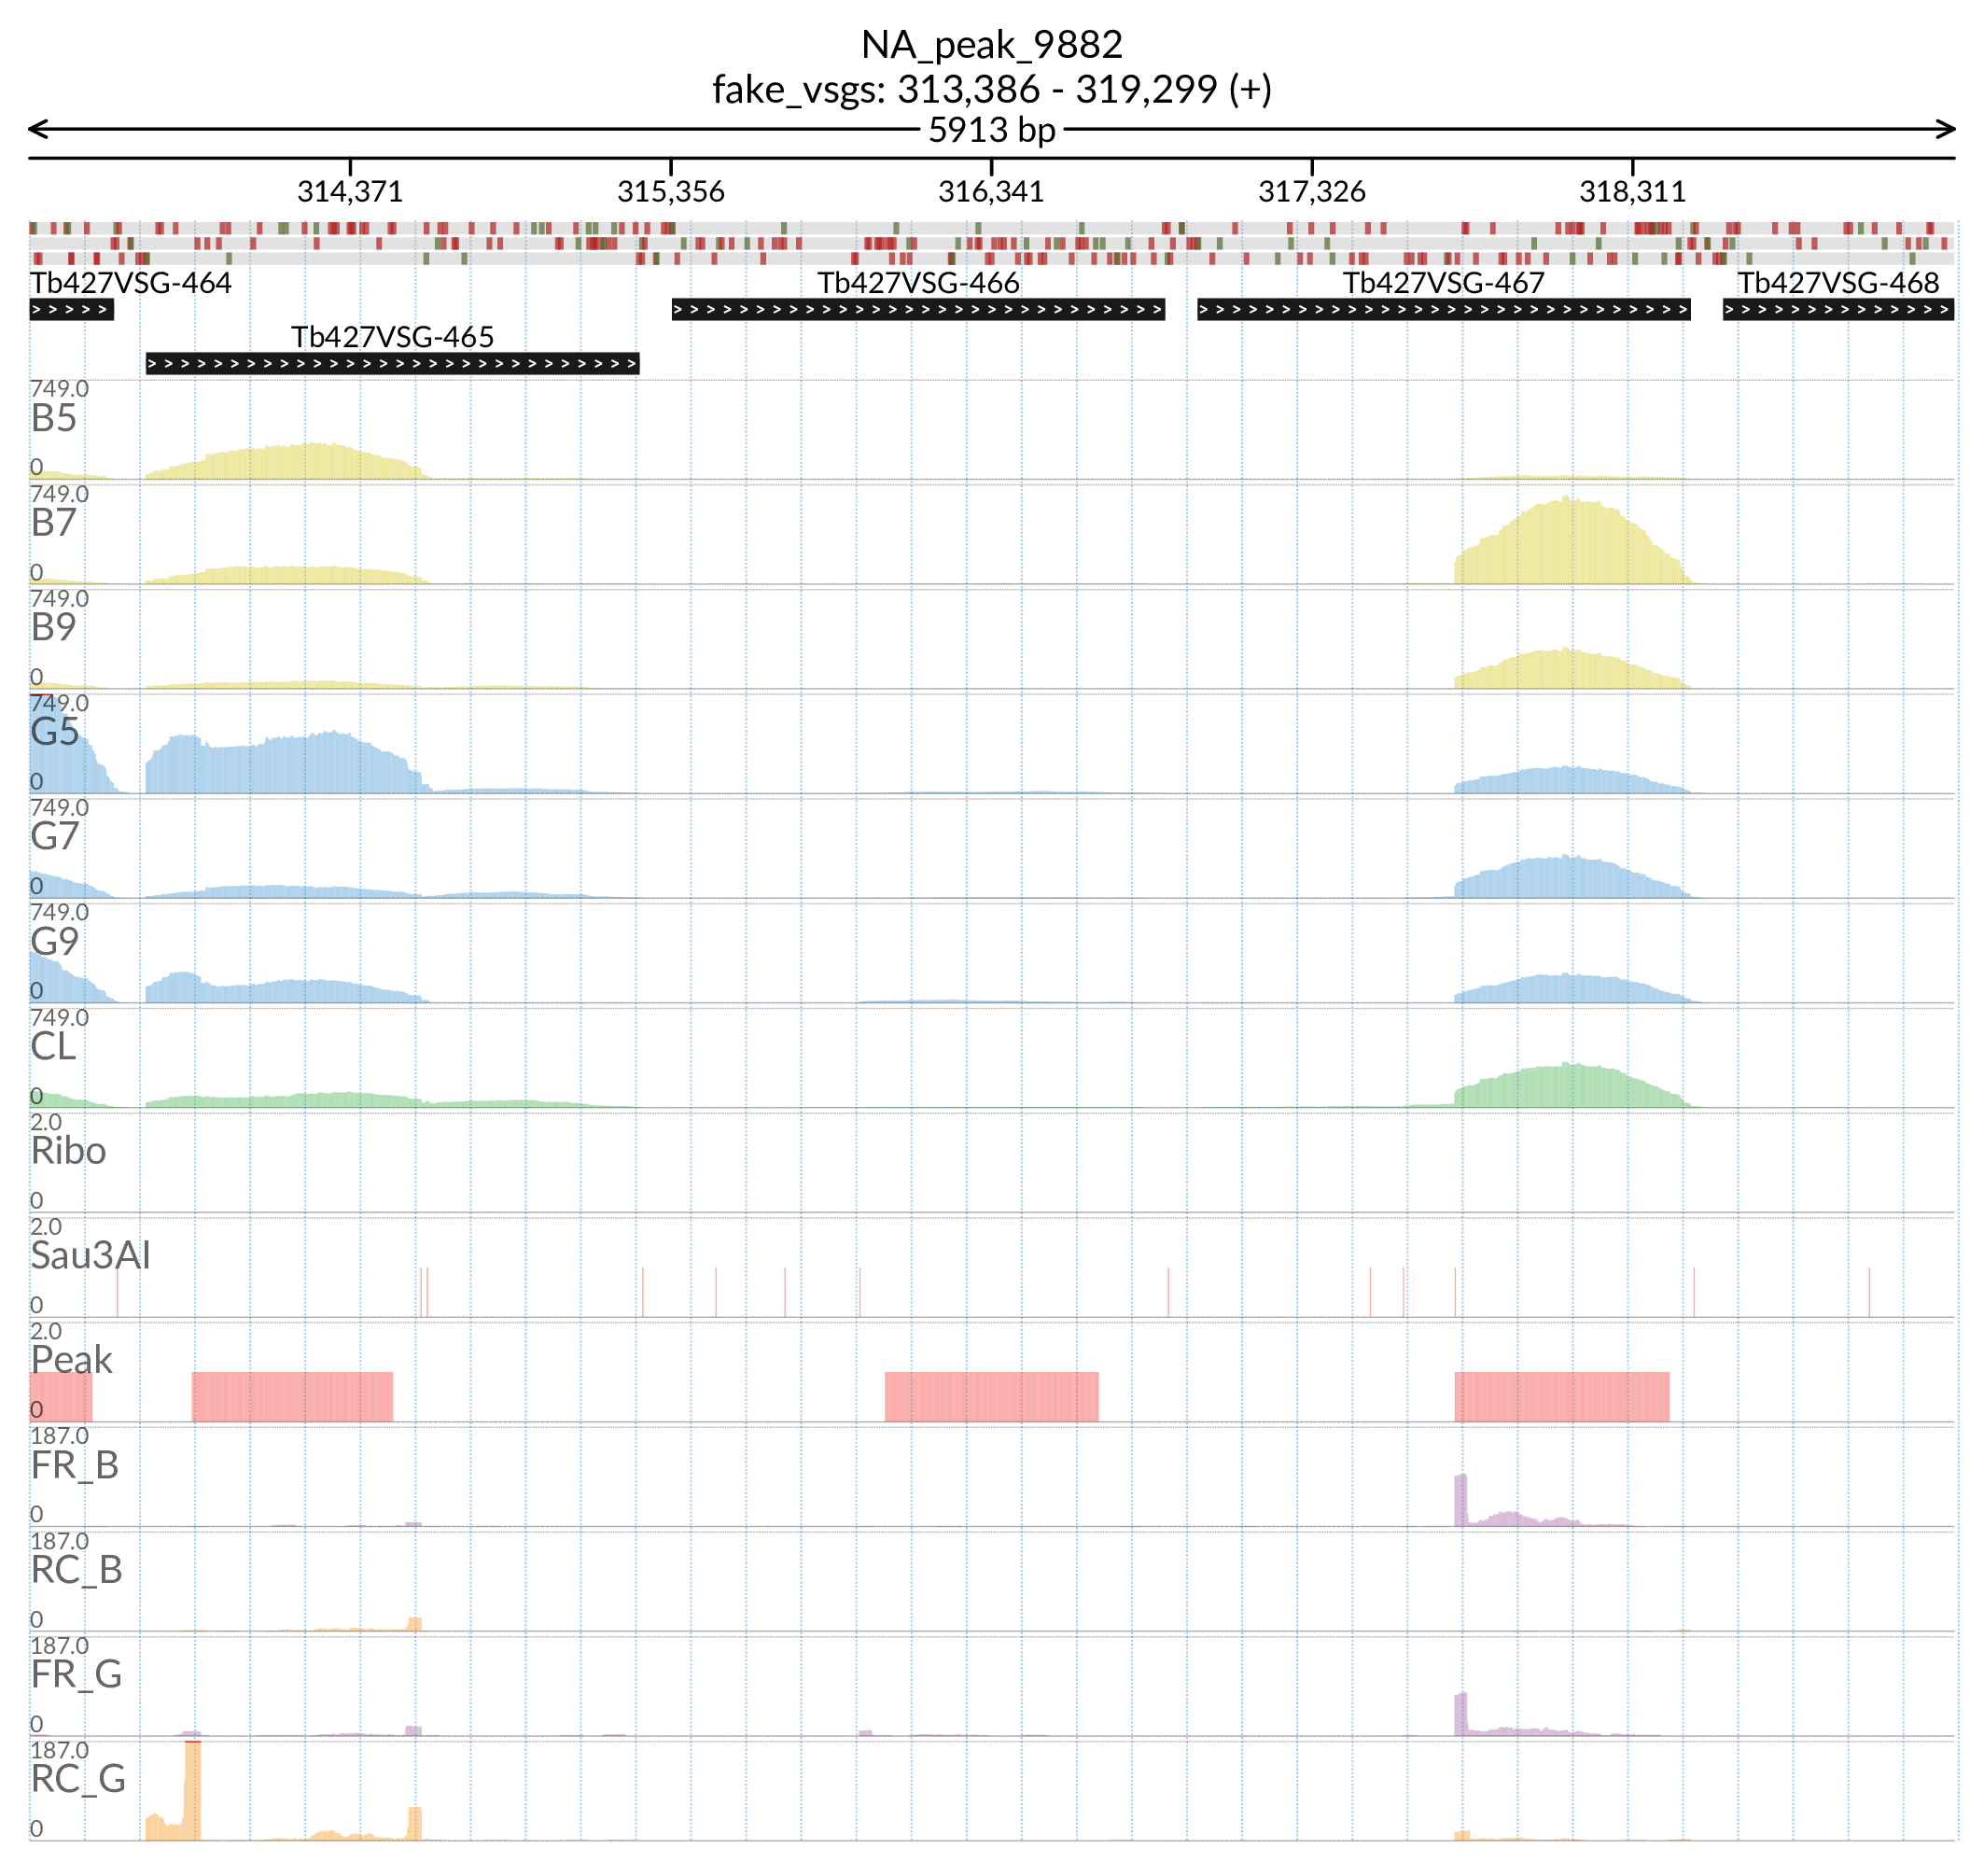 NA_peak_9882
fake_vsgs: 313,386 - 319,299 (+)
5913 bp
314,371 315,356 316,341 317,326 318,311
Tb427VSG-464 Tb427VSG-466 Tb427VSG-467 Tb427VSG-468
Tb427VSG-465
749.0
B5
0
749.0
B7
0
749.0
B9
0
749.0
G5
0
749.0
G7
0
749.0
G9
0
749.0
CL
0
2.0
Ribo
0
2.0
Sau3AI
0
2.0
Peak
0
187.0
FR_B
0
187.0
RC_B
0
187.0
FR_G
0
187.0
RC_G
0